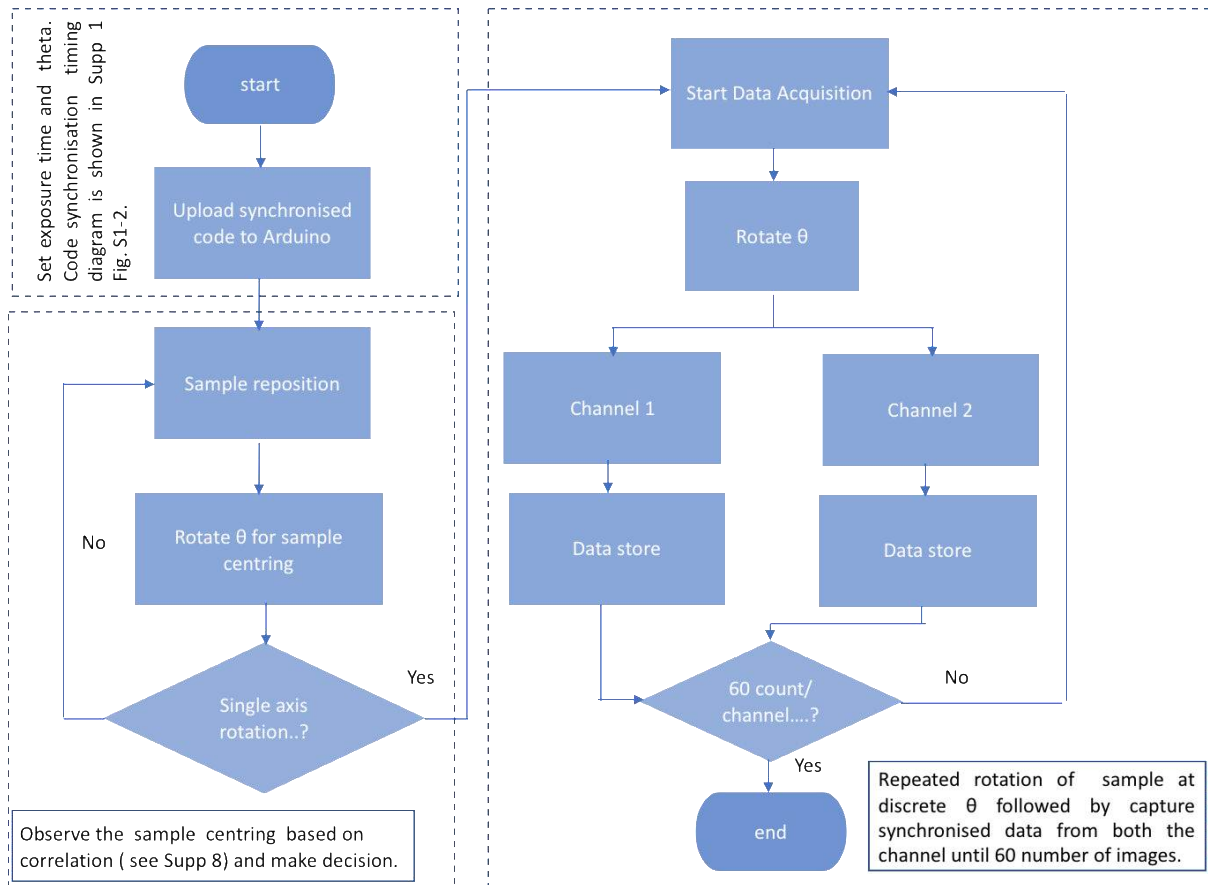 Set exposure time and theta.
Code synchronisation timing
diagram is shown in Supp 1
Fig. S1-2.
start
Upload synchronised
code to Arduino
Sample reposition
No
Rotate θ for sample
centring
Yes
Single axis
rotation..?
Observe the sample centring based on
correlation ( see Supp 8) and make decision.
Start Data Acquisition
Rotate θ
Channel 1
Channel 2
Data store
Data store
60 count/
channel....?
No
Yes
end
Repeated rotation of sample at
discrete θ followed by capture
synchronised data from both the
channel until 60 number of images.